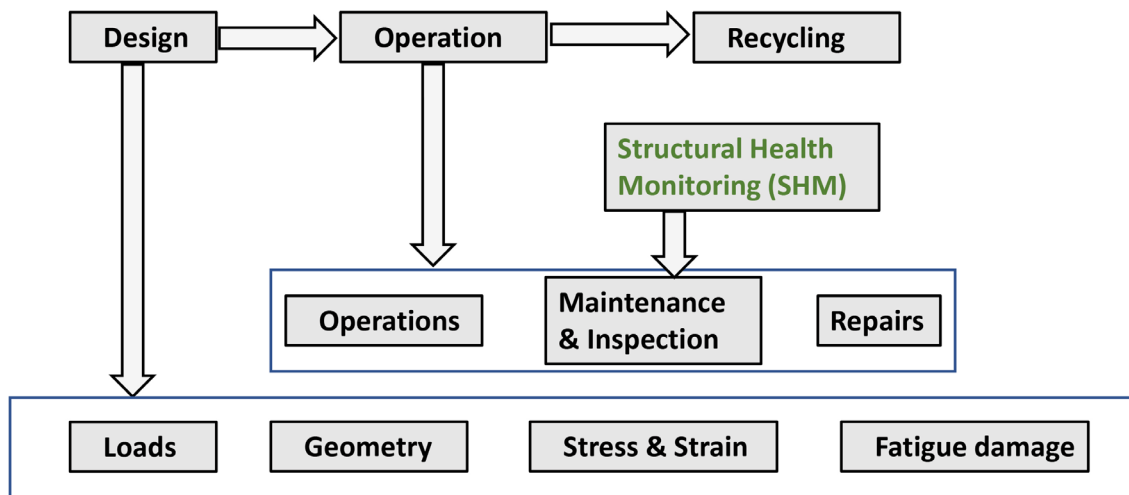 Design
Operation
Recycling
Structural Health
Monitoring (SHM)
Operations
Maintenance
& Inspection
Repairs
Loads
Geometry
Stress & Strain
Fatigue damage